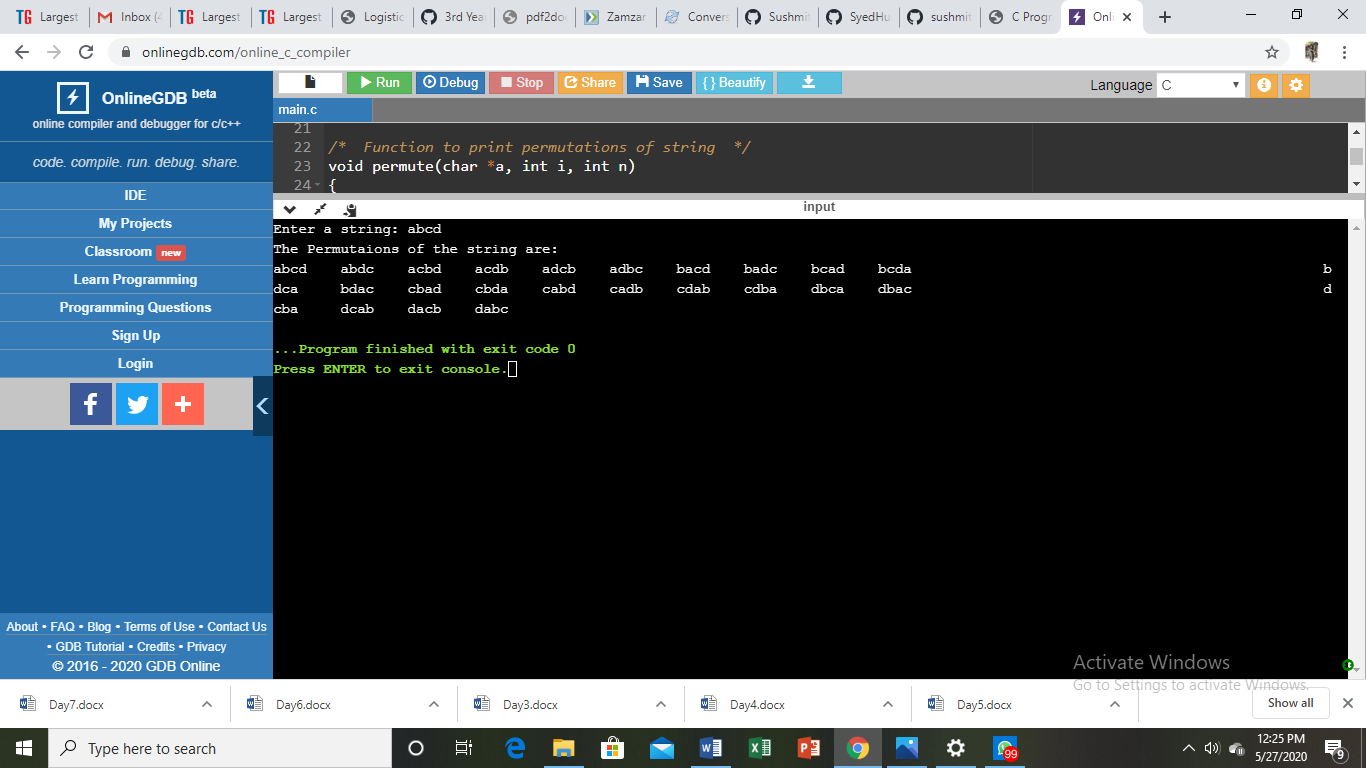 Largest
Inbox (4
Largest
Largest
Logistic
3rd Yea
pdf2do
Zamzar
Convers
Sushmit
SyedHu
sushmit
C Progr
Onli
onlinegdb.com/online_c_compiler
OnlineGDB beta
online compiler and debugger for c/c++
code. compile. run. debug. share.
IDE
My Projects
Classroom new
Learn Programming
Programming Questions
Sign Up
Login
About • FAQ • Blog • Terms of Use • Contact Us
• GDB Tutorial • Credits • Privacy
© 2016 - 2020 GDB Online
Run Debug Stop Share Save { } Beautify
Language C
main.c
21
22 /*  Function to print permutations of string  */
23 void permute(char *a, int i, int n)
24 {
input
Enter a string: abcd
The Permutaions of the string are:
abcd abdc acbd acdb adcb adbc bacd badc bcad bcda b
dca bdac cbad cbda cabd cadb cdab cdba dbca dbac d
cba dcab dacb dabc
...Program finished with exit code 0
Press ENTER to exit console.
Activate Windows
Go to Settings to activate Windows.
Day7.docx
Day6.docx
Day3.docx
Day4.docx
Day5.docx
Show all
Type here to search
99
12:25 PM
5/27/2020
9